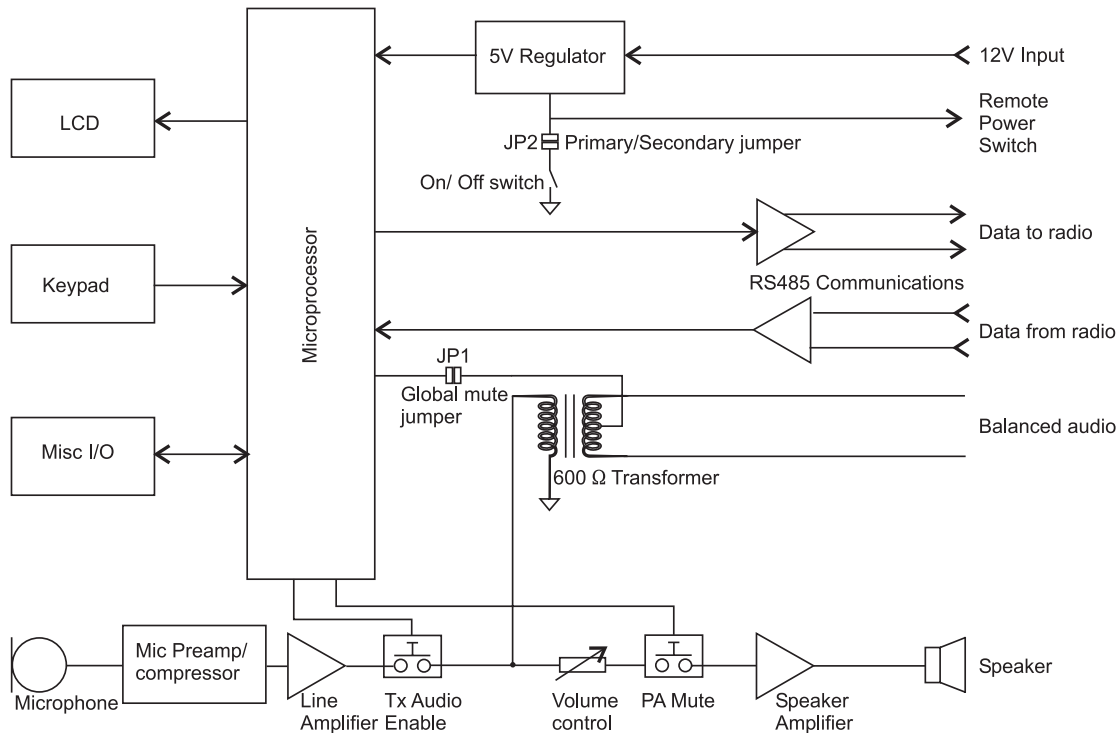 5V Regulator
12V Input
LCD
Remote
Power
Switch
JP2
Primary/Secondary jumper
On/ Off switch
Microprocessor
Data to radio
Keypad
RS485 Communications
Data from radio
JP1
Global mute
jumper
Balanced audio
Misc I/O
600 Ω Transformer
Mic Preamp/
compressor
Microphone
Line
Amplifier
Tx Audio
Enable
Volume
control
PA Mute
Speaker
Amplifier
Speaker